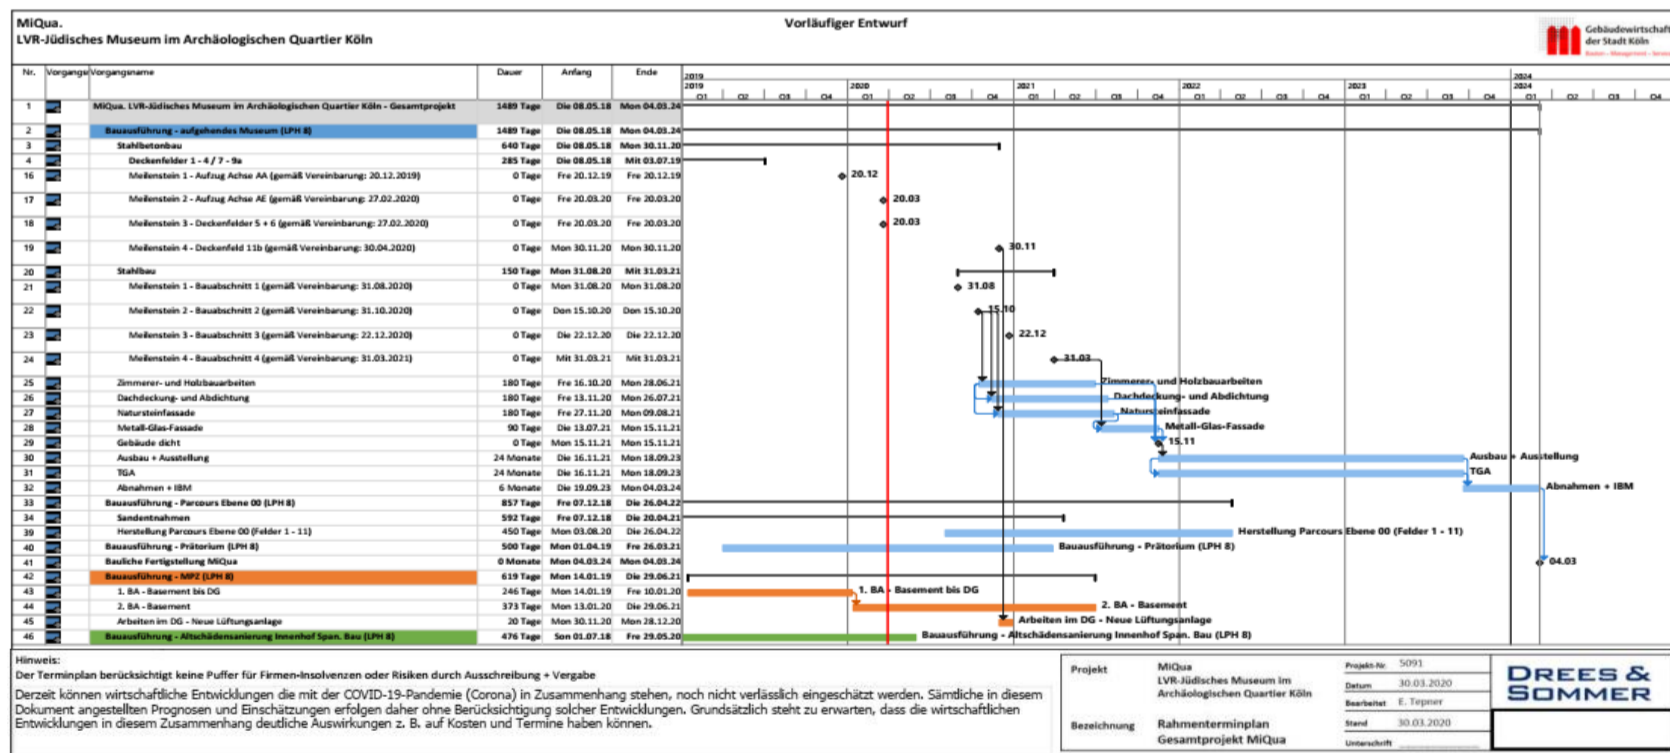 MiQua.
LVR-Jüdisches Museum im Archäologischen Quartier Köln
Vorläufiger Entwurf
Gebäudewirtschaft
der Stadt Köln
Nr. Vorgangsname Dauer Anfang Ende
2019 2024
2019 2020 2021 2022 2023 2024
Q1 Q2 Q3 Q4 Q1 Q2 Q3 Q4 Q1 Q2 Q3 Q4 Q1 Q2 Q3 Q4 Q1 Q2 Q3 Q4 Q1 Q2 Q3 Q4
1 MiQua. LVR-Jüdisches Museum im Archäologischen Quartier Köln - Gesamtprojekt 1489 Tage Die 08.05.18 Mon 04.03.24
2 Bauausführung - aufgehendes Museum (LPH 8) 1489 Tage Die 08.05.18 Mon 04.03.24
3 Stahlbetonbau 640 Tage Die 08.05.18 Mon 30.11.20
4 Deckenfelder 1 - 4 / 7 - 9a 285 Tage Die 08.05.18 Mit 03.07.19
16 Meilenstein 1 - Aufzug Achse AA (gemäß Vereinbarung: 20.12.2019) 0 Tage Fre 20.12.19 Fre 20.12.19 20.12
17 Meilenstein 2 - Aufzug Achse AE (gemäß Vereinbarung: 27.02.2020) 0 Tage Fre 20.03.20 Fre 20.03.20 20.03
18 Meilenstein 3 - Deckenfelder 5 + 6 (gemäß Vereinbarung: 27.02.2020) 0 Tage Fre 20.03.20 Fre 20.03.20 20.03
19 Meilenstein 4 - Deckenfeld 11b (gemäß Vereinbarung: 30.04.2020) 0 Tage Mon 30.11.20 Mon 30.11.20 30.11
20 Stahlbau 150 Tage Mon 31.08.20 Mit 31.03.21
21 Meilenstein 1 - Bauabschnitt 1 (gemäß Vereinbarung: 31.08.2020) 0 Tage Mon 31.08.20 Mon 31.08.20 31.08
22 Meilenstein 2 - Bauabschnitt 2 (gemäß Vereinbarung: 31.10.2020) 0 Tage Don 15.10.20 Don 15.10.20 15.10
23 Meilenstein 3 - Bauabschnitt 3 (gemäß Vereinbarung: 22.12.2020) 0 Tage Die 22.12.20 Die 22.12.20 22.12
24 Meilenstein 4 - Bauabschnitt 4 (gemäß Vereinbarung: 31.03.2021) 0 Tage Mit 31.03.21 Mit 31.03.21 31.03
25 Zimmerer- und Holzbauarbeiten 180 Tage Fre 16.10.20 Mon 28.06.21 Zimmerer- und Holzbauarbeiten
26 Dachdeckung- und Abdichtung 180 Tage Fre 13.11.20 Mon 26.07.21 Dachdeckung- und Abdichtung
27 Natursteinfassade 180 Tage Fre 27.11.20 Mon 09.08.21 Natursteinfassade
28 Metall-Glas-Fassade 90 Tage Die 13.07.21 Mon 15.11.21 Metall-Glas-Fassade
29 Gebäude dicht 0 Tage Mon 15.11.21 Mon 15.11.21 15.11
30 Ausbau + Ausstellung 24 Monate Die 16.11.21 Mon 18.09.23 Ausbau + Ausstellung
31 TGA 24 Monate Die 16.11.21 Mon 18.09.23 TGA
32 Abnahmen + IBM 6 Monate Die 19.09.23 Mon 04.03.24 Abnahmen + IBM
33 Bauausführung - Parcours Ebene 00 (LPH 8) 857 Tage Fre 07.12.18 Die 26.04.22
34 Sandentnahmen 592 Tage Fre 07.12.18 Die 20.04.21
39 Herstellung Parcours Ebene 00 (Felder 1 - 11) 450 Tage Mon 03.08.20 Die 26.04.22 Herstellung Parcours Ebene 00 (Felder 1 - 11)
40 Bauausführung - Prätorium (LPH 8) 500 Tage Mon 01.04.19 Fre 26.03.21 Bauausführung - Prätorium (LPH 8)
41 Bauliche Fertigstellung MiQua 0 Monate Mon 04.03.24 Mon 04.03.24 04.03
42 Bauausführung - MPZ (LPH 8) 619 Tage Mon 14.01.19 Die 29.06.21
43 1. BA - Basement bis DG 246 Tage Mon 14.01.19 Fre 10.01.20 1. BA - Basement bis DG
44 2. BA - Basement 373 Tage Mon 13.01.20 Die 29.06.21 2. BA - Basement
45 Arbeiten im DG - Neue Lüftungsanlage 20 Tage Mon 30.11.20 Mon 28.12.20 Arbeiten im DG - Neue Lüftungsanlage
46 Bauausführung - Altschädensanierung Innenhof Span. Bau (LPH 8) 476 Tage Son 01.07.18 Fre 29.05.20 Bauausführung - Altschädensanierung Innenhof Span. Bau (LPH 8)
Hinweis:
Der Terminplan berücksichtigt keine Puffer für Firmen-Insolvenzen oder Risiken durch Ausschreibung + Vergabe
Derzeit können wirtschaftliche Entwicklungen die mit der COVID-19-Pandemie (Corona) in Zusammenhang stehen, noch nicht verlässlich eingeschätzt werden. Sämtliche in diesem
Dokument angestellten Prognosen und Einschätzungen erfolgen daher ohne Berücksichtigung solcher Entwicklungen. Grundsätzlich steht zu erwarten, dass die wirtschaftlichen
Entwicklungen in diesem Zusammenhang deutliche Auswirkungen z. B. auf Kosten und Termine haben können.
Projekt MiQua
LVR-Jüdisches Museum im
Archäologischen Quartier Köln
Bezeichnung Rahmenterminplan
Gesamtprojekt MiQua
Projekt-Nr. 5091
Datum 30.03.2020
Bearbeitet E. Tepner
Stand 30.03.2020
Unterschrift
DREES &
SOMMER